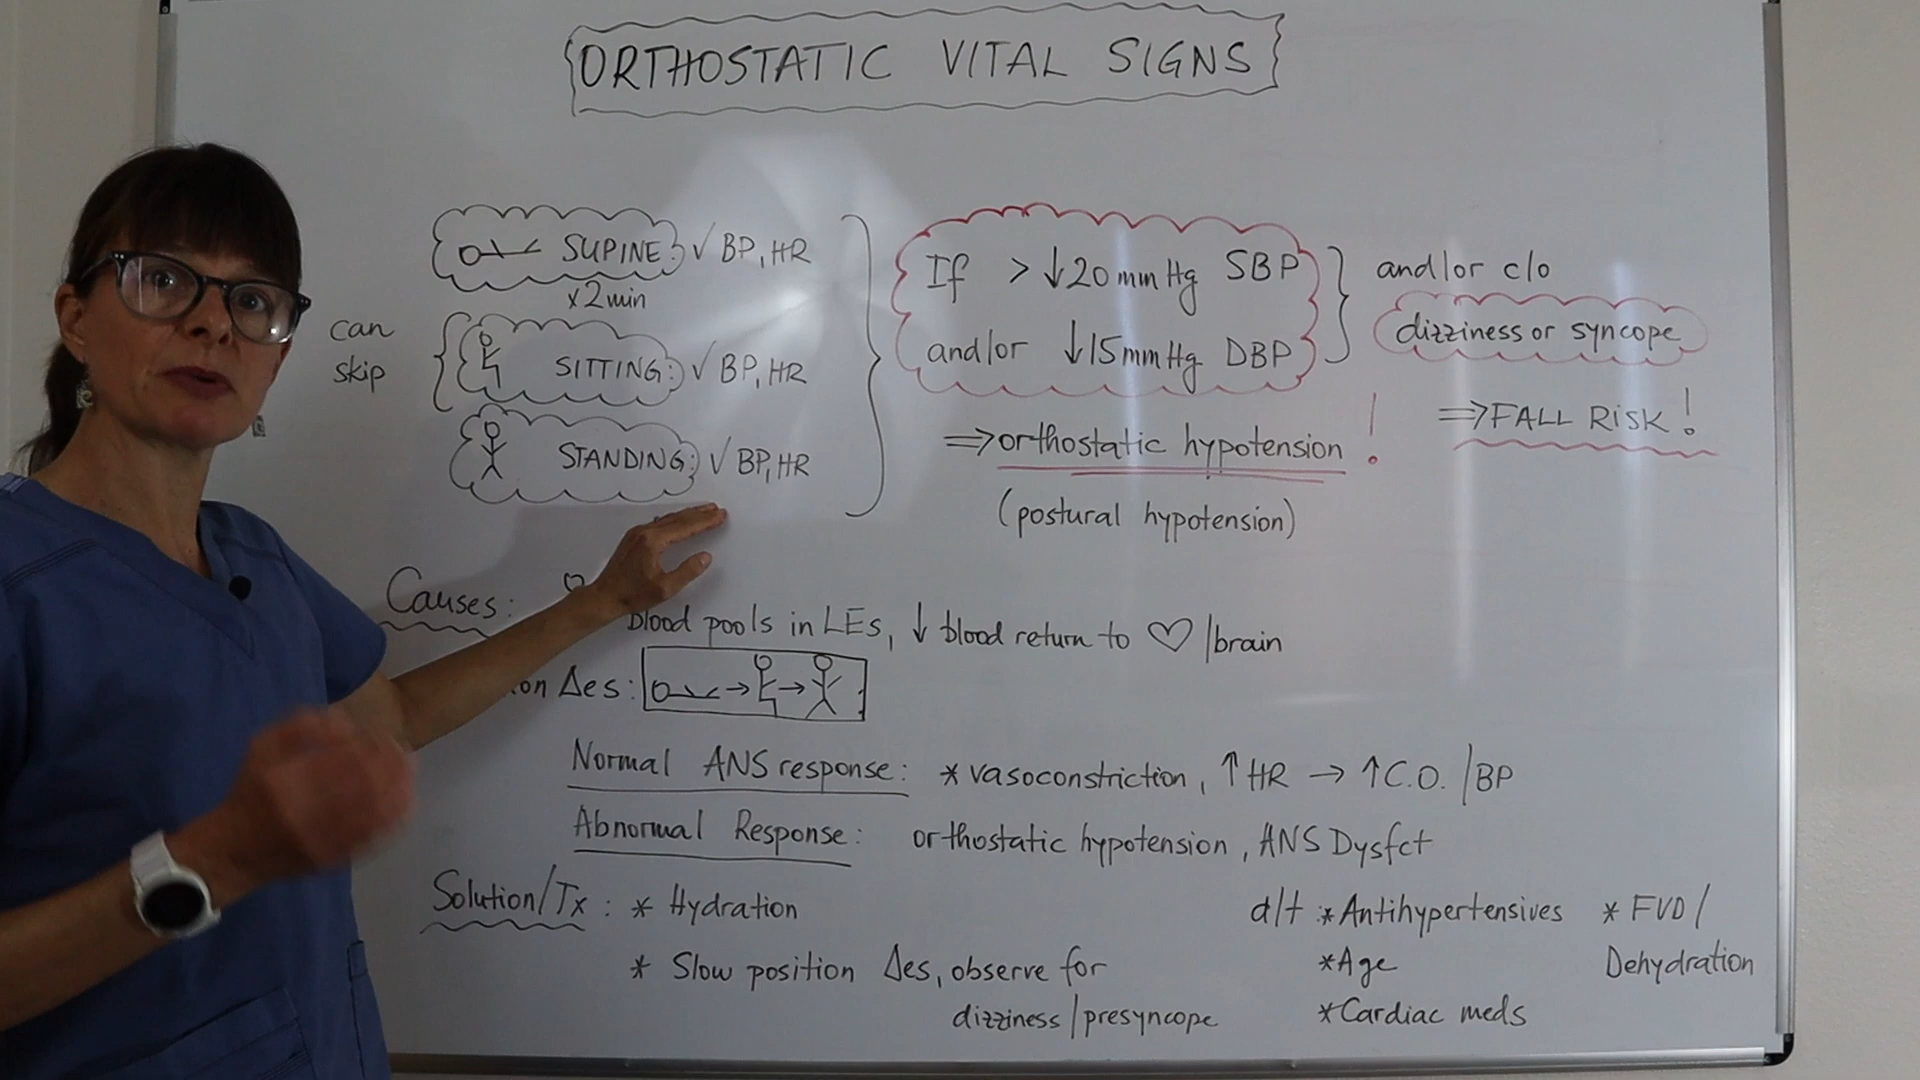 ORTHOSTATIC VITAL SIGNS
SUPINE: √ BP, HR
x2min
can
skip
SITTING: √ BP, HR
STANDING: √ BP, HR
If > ↓20 mm Hg SBP
and/or ↓15 mm Hg DBP
and/or c/o
dizziness or syncope
⇒ FALL RISK!
⇒ orthostatic hypotension !
(postural hypotension)
Causes:
blood pools in LEs, ↓ blood return to ♡/brain
on Δes: → →
Normal ANS response: * vasoconstriction, ↑ HR → ↑ C.O. / BP
Abnormal Response: orthostatic hypotension, ANS Dysfct
d/t * Antihypertensives * FVD /
Dehydration
* Age
* Cardiac meds
Solution/Tx: * Hydration
* Slow position Δes, observe for
dizziness / presyncope